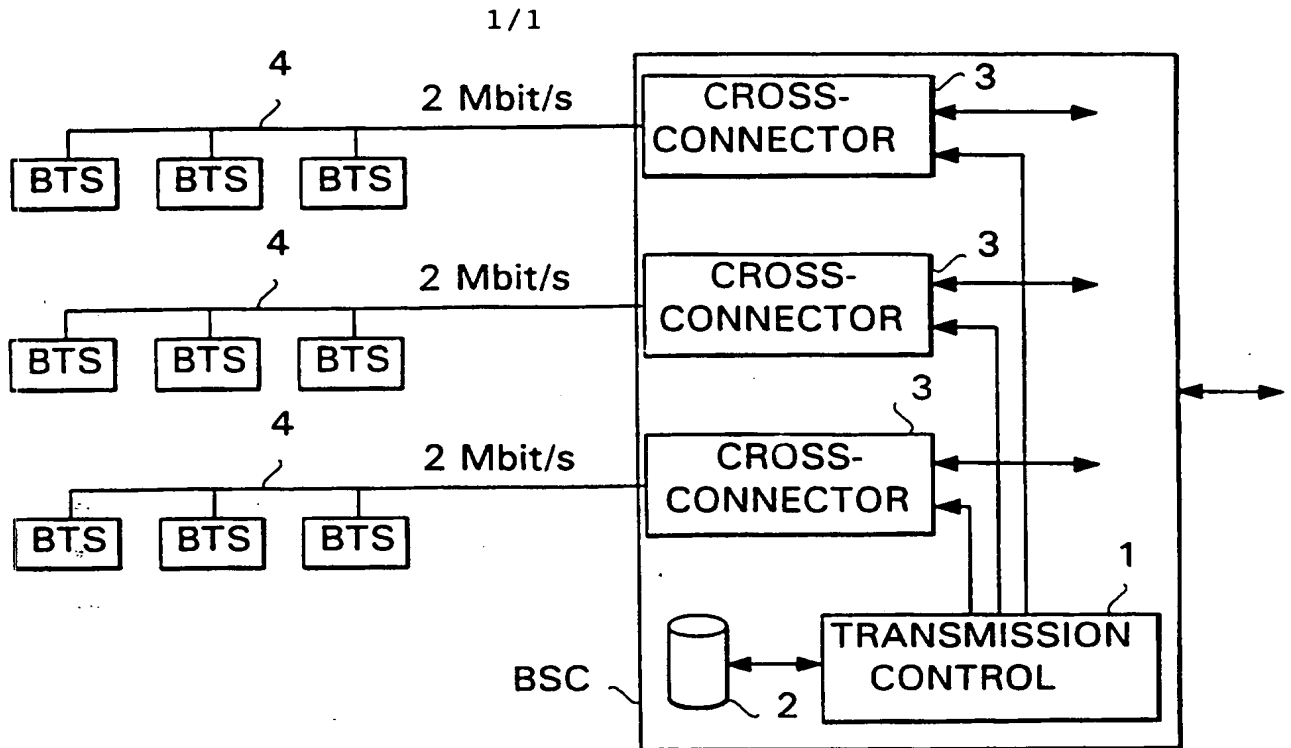 1/1
4
2 Mbit/s
CROSS-
CONNECTOR
3
BTS BTS BTS
4
2 Mbit/s
CROSS-
CONNECTOR
3
BTS BTS BTS
4
2 Mbit/s
CROSS-
CONNECTOR
3
BTS BTS BTS
1
TRANSMISSION
CONTROL
BSC
2